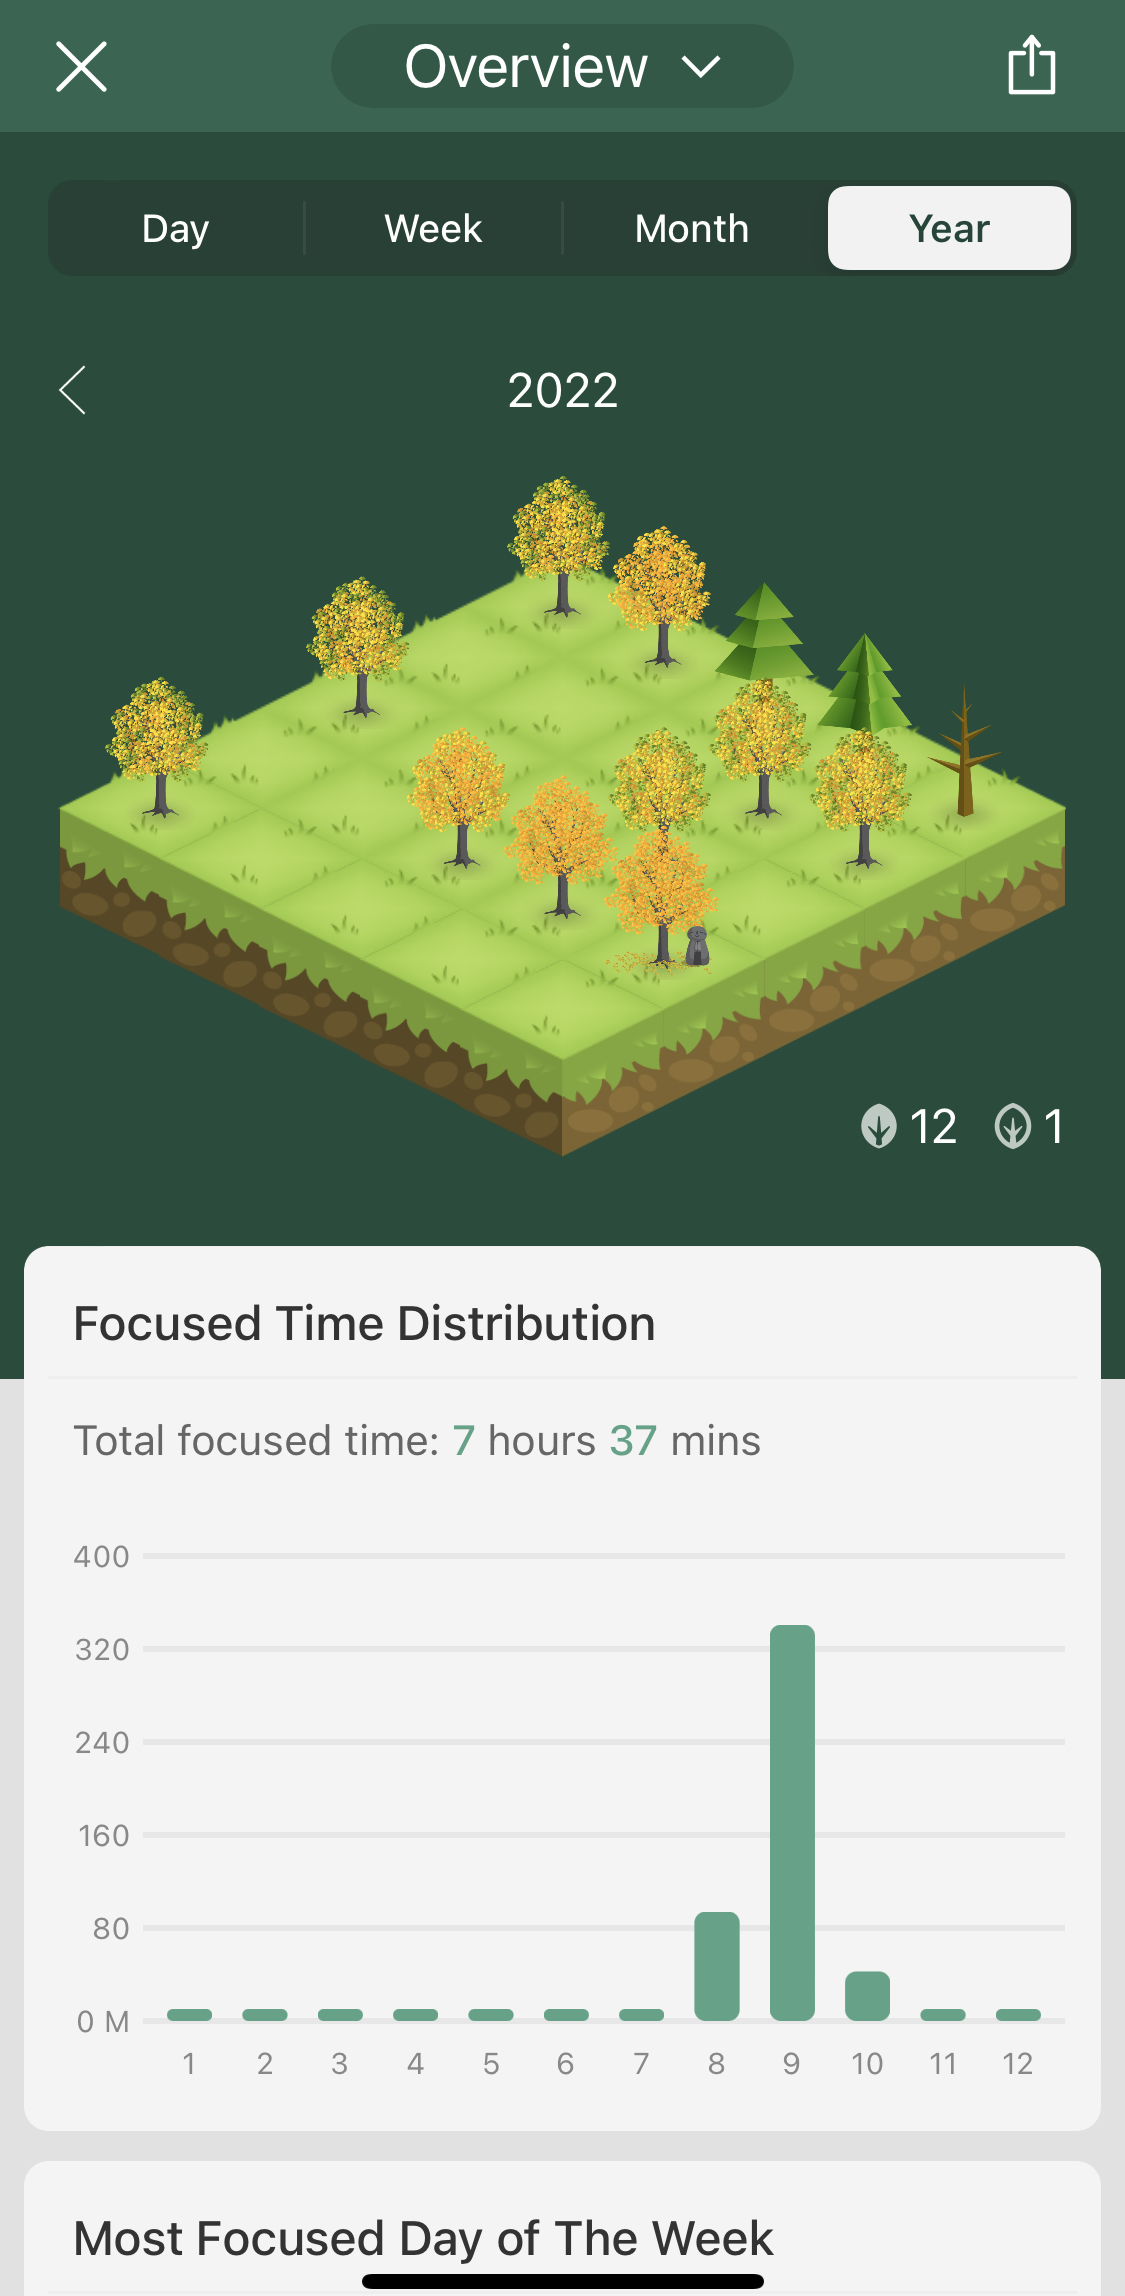 Overview
Day Week Month Year
2022
12 1
Focused Time Distribution
Total focused time: 7 hours 37 mins
400
320
240
160
80
0 M
1 2 3 4 5 6 7 8 9 10 11 12
Most Focused Day of The Week